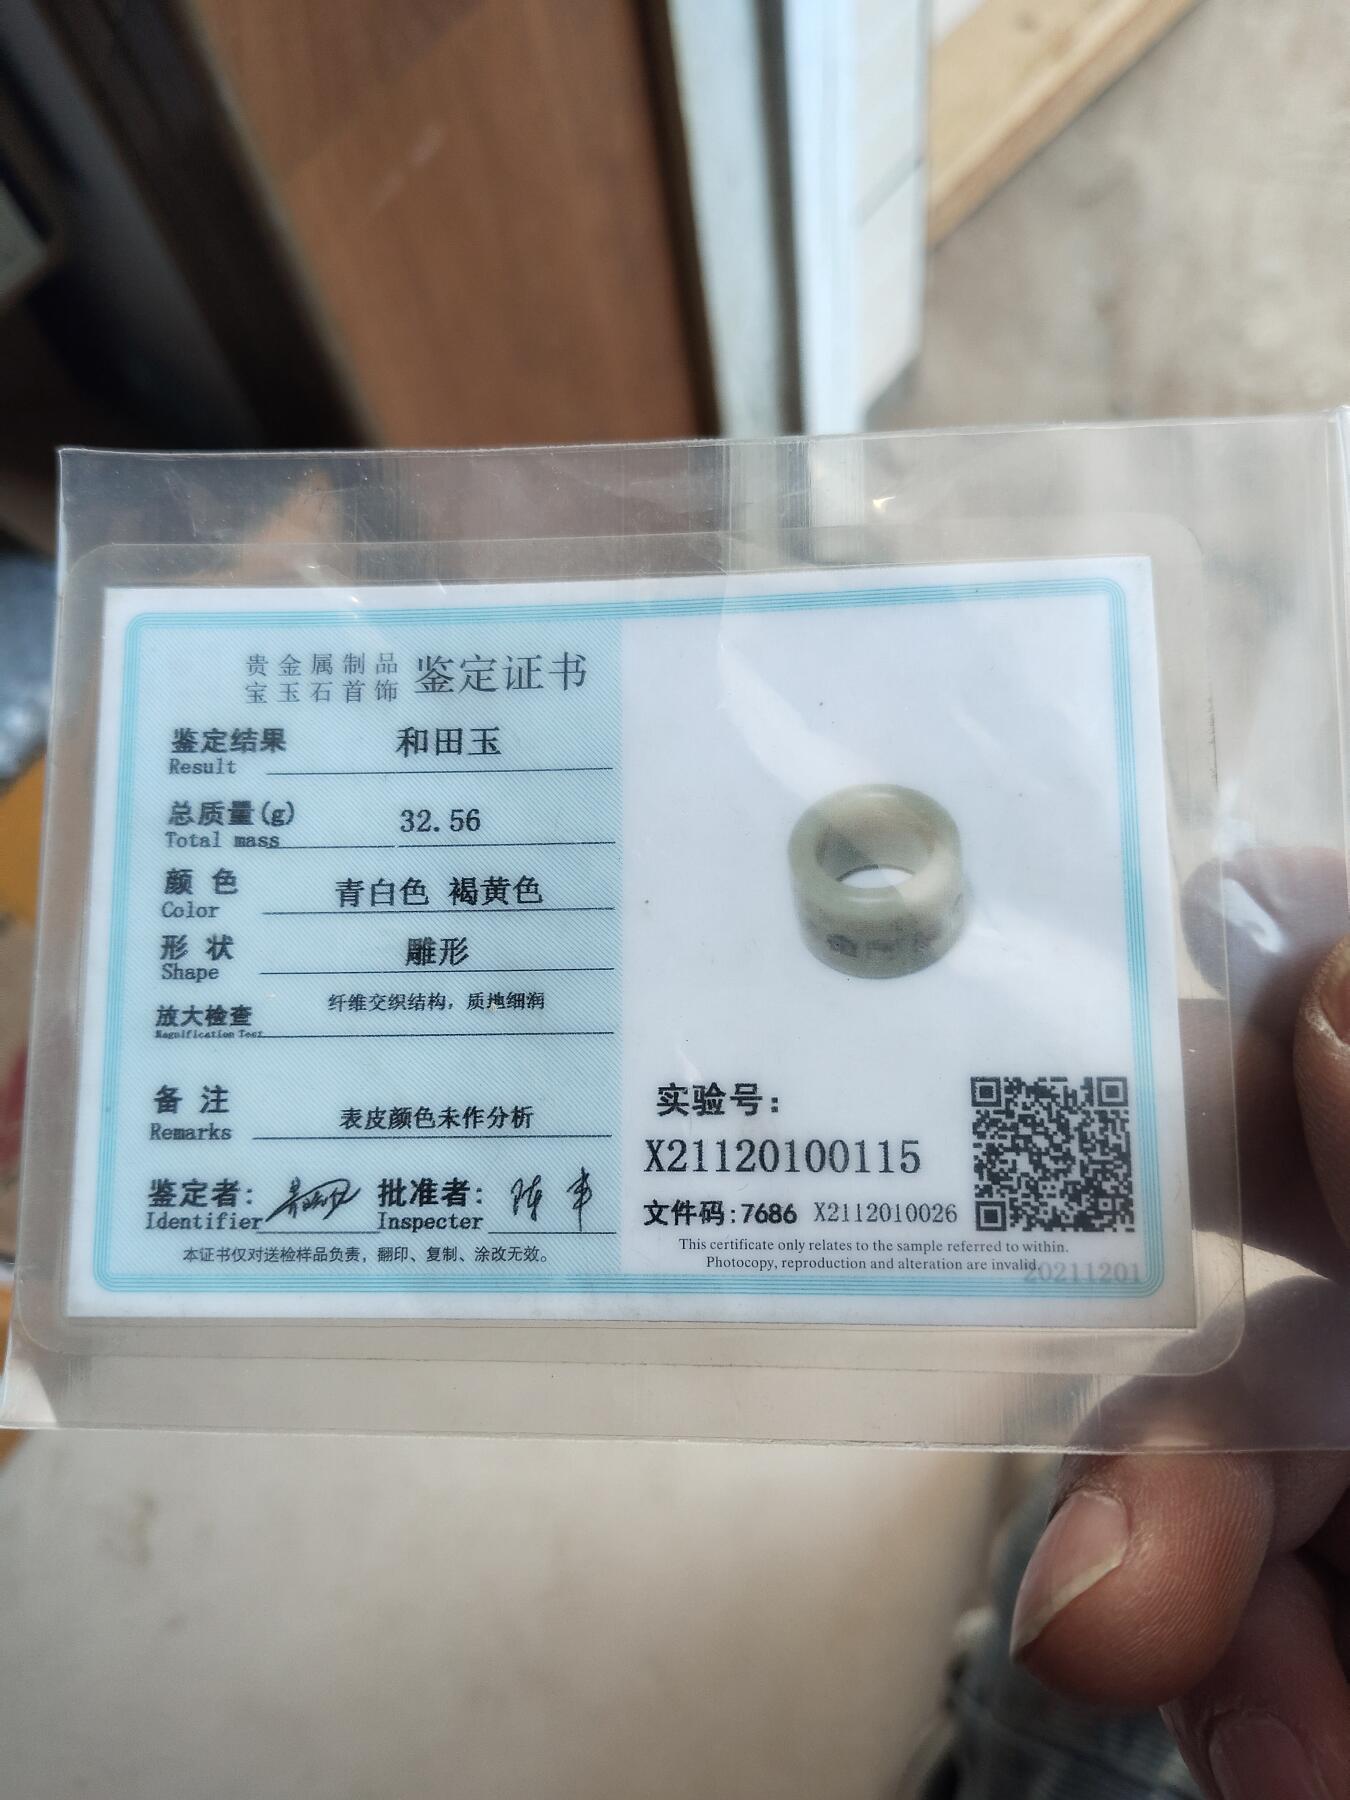 贵金属制品
宝玉石首饰 鉴定证书
鉴定结果 和田玉
Result
总质量(g) 32.56
Total mass
颜色 青白色 褐黄色
Color
形状 雕形
Shape
放大检查 纤维交织结构，质地细润
Magnification Test
备注 表皮颜色未作分析
Remarks
鉴定者： 批准者：
Identifier Inspecter
本证书仅对送检样品负责，翻印、复制、涂改无效。
实验号：
X21120100115
文件码:7686 X2112010026
This certificate only relates to the sample referred to within.
Photocopy, reproduction and alteration are invalid.
20211201